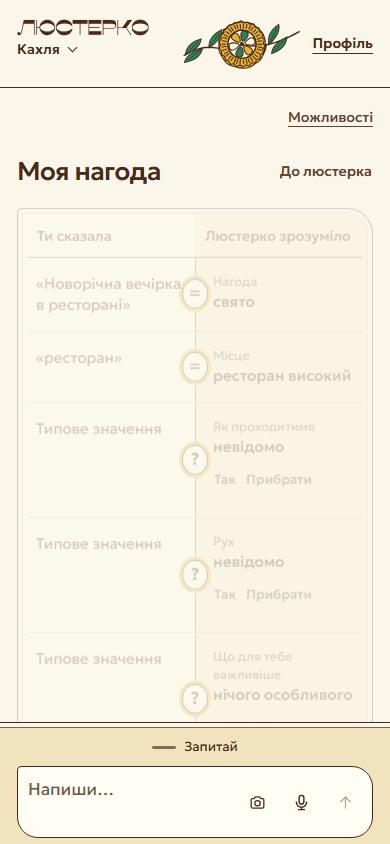 ЛЮСТЕРКО
Кахля
Профіль
Можливості
Моя нагода
До люстерка
Ти сказала
Люстерко зрозуміло
«Новорічна вечірка
в ресторані»
=
Нагода
свято
«ресторан»
=
Місце
ресторан високий
Типове значення
?
Як проходитиме
невідомо
Так Прибрати
Типове значення
?
Рух
невідомо
Так Прибрати
Типове значення
?
Що для тебе
важливіше
нічого особливого
Запитай
Напиши...